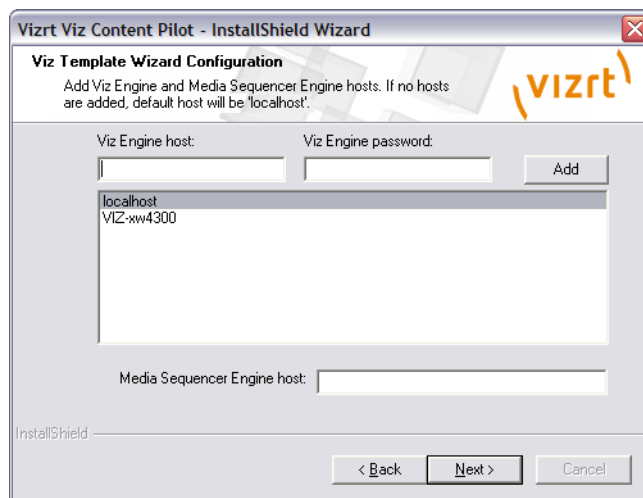 Vizrt Viz Content Pilot - InstallShield Wizard
Viz Template Wizard Configuration
Add Viz Engine and Media Sequencer Engine hosts. If no hosts
are added, default host will be 'localhost'.
vizrt
Viz Engine host:
Viz Engine password:
Add
localhost
VIZ-xw4300
Media Sequencer Engine host:
InstallShield
< Back
Next >
Cancel